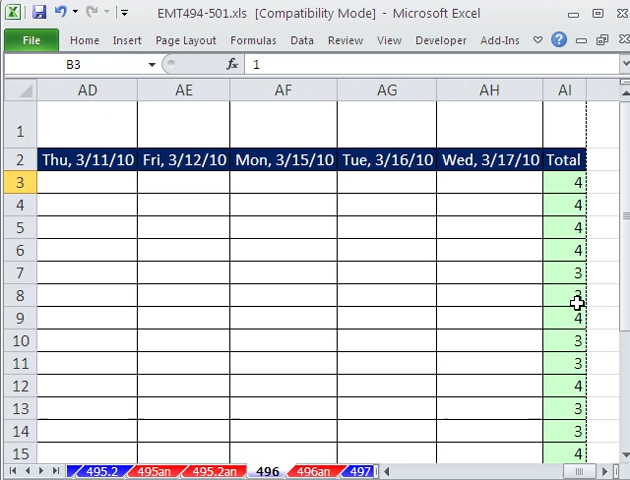 EMT494-501.xls [Compatibility Mode] - Microsoft Excel
File Home Insert Page Layout Formulas Data Review View Developer Add-Ins
B3 fx 1
AD AE AF AG AH AI
1
2 Thu, 3/11/10 Fri, 3/12/10 Mon, 3/15/10 Tue, 3/16/10 Wed, 3/17/10 Total
3 4
4 4
5 4
6 4
7 3
8 3
9 4
10 3
11 3
12 4
13 3
14 3
15 4
495.2 495an 495.2an 496 496an 497